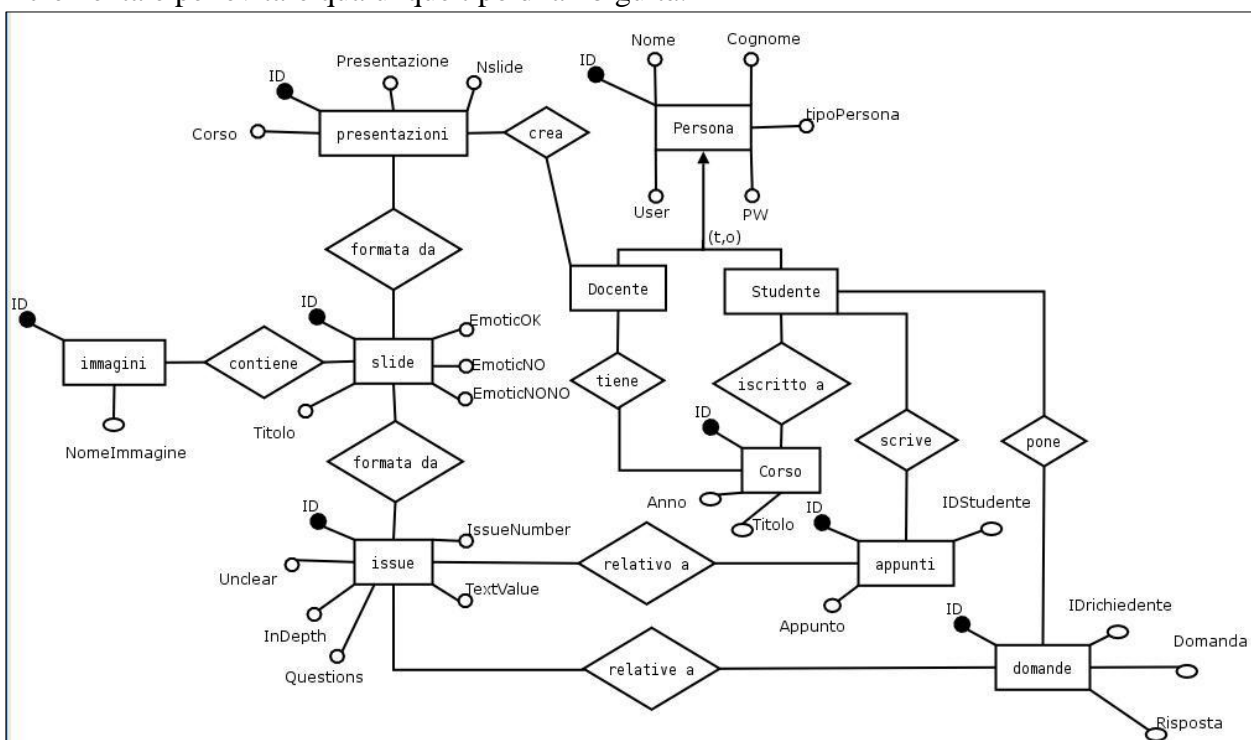 Nome
Cognome
ID
tipoPersona
Persona
User
PW
(t,o)
ID
Presentazione
Nslide
Corso
presentazioni
crea
formata da
Docente
Studente
ID
immagini
NomeImmagine
contiene
ID
EmoticOK
slide
EmoticNO
EmoticNONO
Titolo
tiene
iscritto a
scrive
pone
ID
Corso
Anno
Titolo
formata da
ID
IssueNumber
issue
Unclear
TextValue
InDepth
Questions
relativo a
ID
IDStudente
appunti
Appunto
relative a
ID
IDrichiedente
Domanda
domande
Risposta